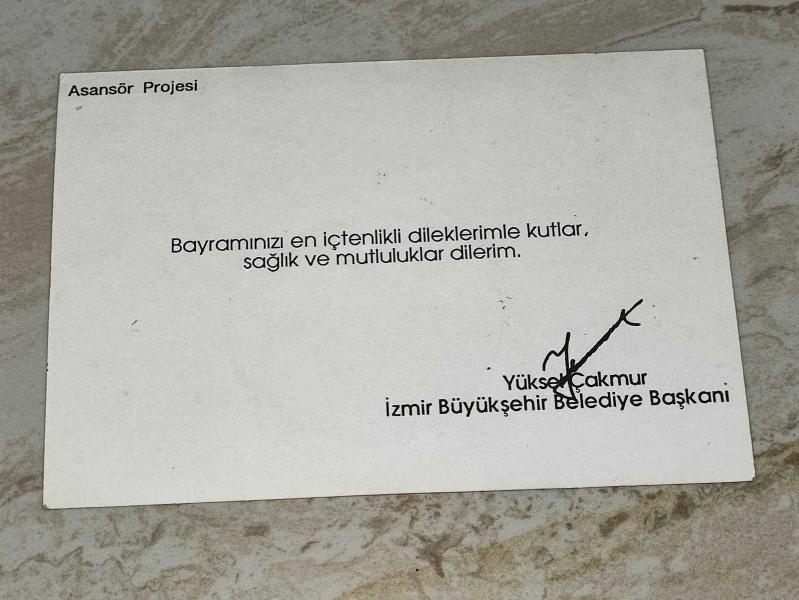 Asansör Projesi
Bayramınızı en içtenlikli dileklerimle kutlar,
sağlık ve mutluluklar dilerim.
Yüksel Çakmur
İzmir Büyükşehir Belediye Başkanı